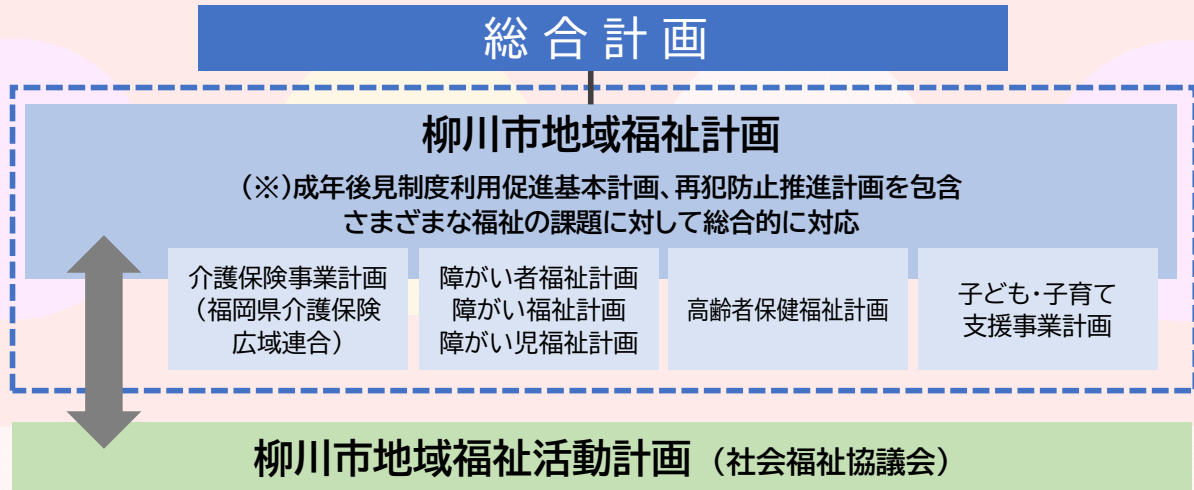 総合計画
柳川市地域福祉計画
(※)成年後見制度利用促進基本計画、再犯防止推進計画を包含
さまざまな福祉の課題に対して総合的に対応
介護保険事業計画
(福岡県介護保険
広域連合)
障がい者福祉計画
障がい福祉計画
障がい児福祉計画
高齢者保健福祉計画
子ども・子育て
支援事業計画
柳川市地域福祉活動計画(社会福祉協議会)